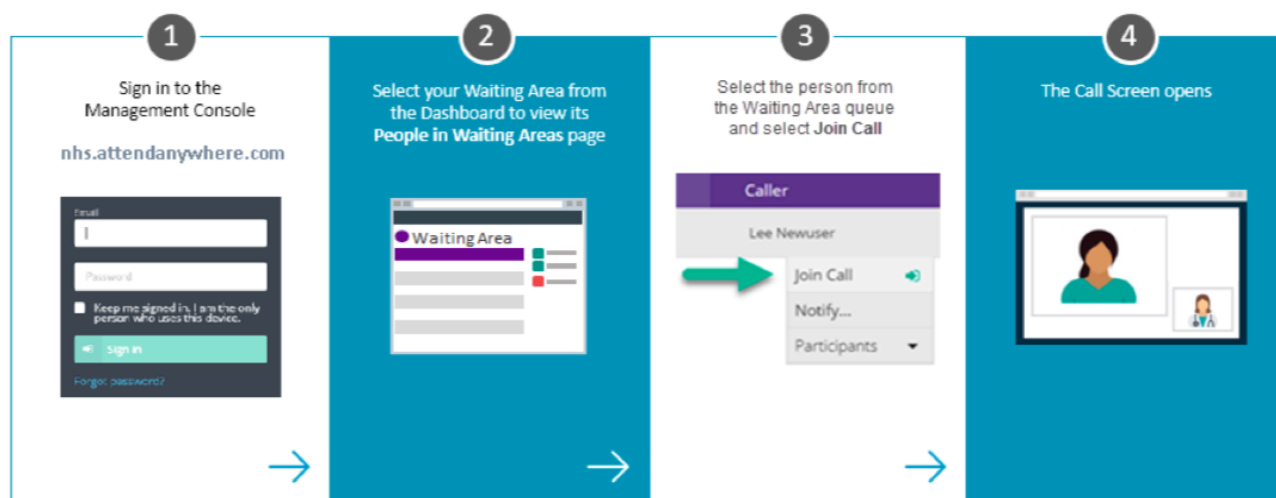 1
Sign in to the
Management Console
nhs.attendanywhere.com
Email
Password
Keep me signed in. I am the only
person who uses this device.
Sign in
Forgot password?
2
Select your Waiting Area from
the Dashboard to view its
People in Waiting Areas page
Waiting Area
3
Select the person from
the Waiting Area queue
and select Join Call
Caller
Lee Newuser
Join Call
Notify...
Participants
4
The Call Screen opens